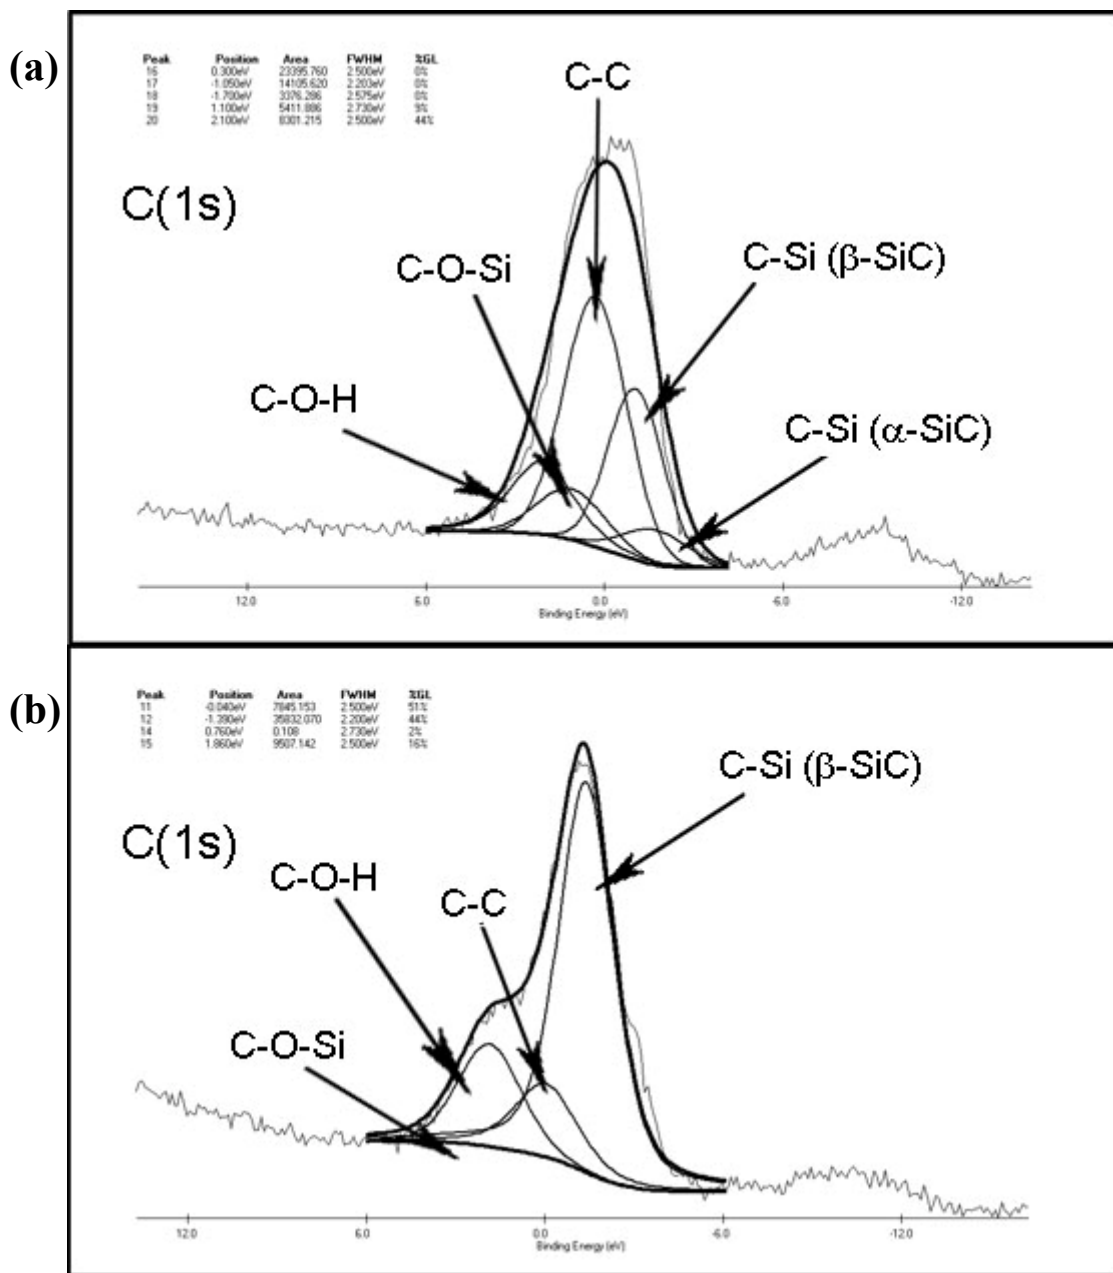 (a)
Peak Position Area FWHM %GL
16 0.300eV 23395.760 2.500eV 0%
17 -1.050eV 14105.620 2.203eV 0%
18 -1.700eV 3376.286 2.575eV 0%
19 1.100eV 5411.886 2.730eV 9%
20 2.100eV 8301.215 2.500eV 44%
C-C
C(1s)
C-O-Si
C-Si (β-SiC)
C-O-H
C-Si (α-SiC)
12.0 6.0 0.0 -6.0 -12.0
Binding Energy (eV)
(b)
Peak Position Area FWHM %GL
11 -0.040eV 7845.153 2.500eV 51%
12 -1.390eV 35832.070 2.200eV 44%
14 0.760eV 0.108 2.730eV 2%
15 1.860eV 9507.142 2.500eV 16%
C-Si (β-SiC)
C(1s)
C-O-H
C-C
C-O-Si
12.0 6.0 0.0 -6.0 -12.0
Binding Energy (eV)